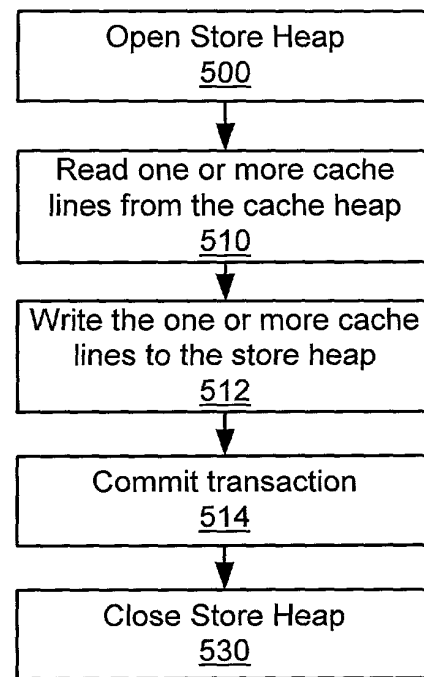 Open Store Heap
500
Read one or more cache
lines from the cache heap
510
Write the one or more cache
lines to the store heap
512
Commit transaction
514
Close Store Heap
530